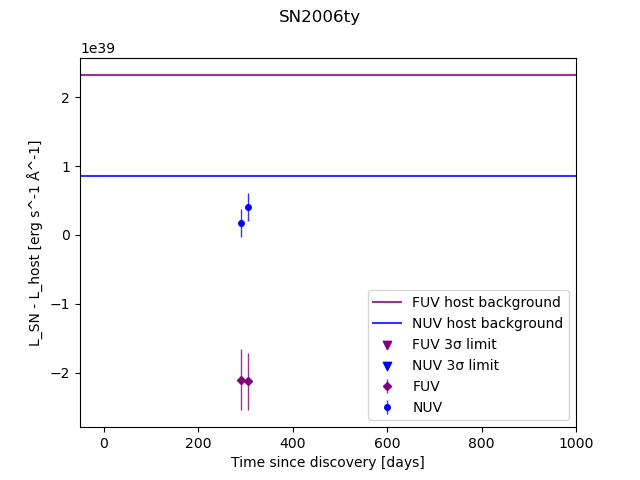 SN2006ty
1e39
2
1
0
−1
−2
L_SN - L_host [erg s^-1 Å^-1]
FUV host background
NUV host background
FUV 3σ limit
NUV 3σ limit
FUV
NUV
0 200 400 600 800 1000
Time since discovery [days]